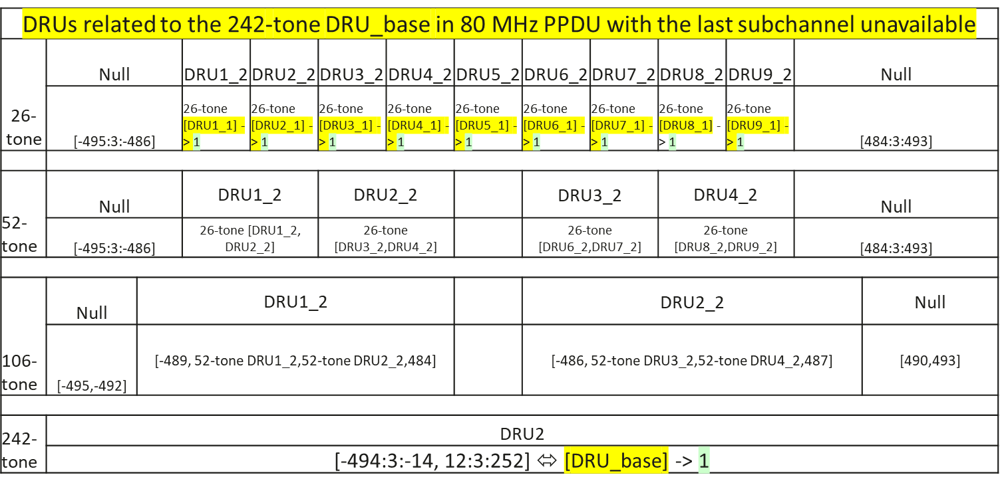 DRUs related to the 242-tone DRU_base in 80 MHz PPDU with the last subchannel unavailable
26-
tone
Null
DRU1_2
DRU2_2
DRU3_2
DRU4_2
DRU5_2
DRU6_2
DRU7_2
DRU8_2
DRU9_2
Null
[-495:3:-486]
26-tone
[DRU1_1] -
> 1
26-tone
[DRU2_1] -
> 1
26-tone
[DRU3_1] -
> 1
26-tone
[DRU4_1] -
> 1
26-tone
[DRU5_1] -
> 1
26-tone
[DRU6_1] -
> 1
26-tone
[DRU7_1] -
> 1
26-tone
[DRU8_1] -
> 1
26-tone
[DRU9_1] -
> 1
[484:3:493]
52-
tone
Null
DRU1_2
DRU2_2
DRU3_2
DRU4_2
Null
[-495:3:-486]
26-tone [DRU1_2,
DRU2_2]
26-tone
[DRU3_2,DRU4_2]
26-tone
[DRU6_2,DRU7_2]
26-tone
[DRU8_2,DRU9_2]
[484:3:493]
106-
tone
Null
DRU1_2
DRU2_2
Null
[-495,-492]
[-489, 52-tone DRU1_2,52-tone DRU2_2,484]
[-486, 52-tone DRU3_2,52-tone DRU4_2,487]
[490,493]
242-
tone
DRU2
[-494:3:-14, 12:3:252] ⬄ [DRU_base] -> 1